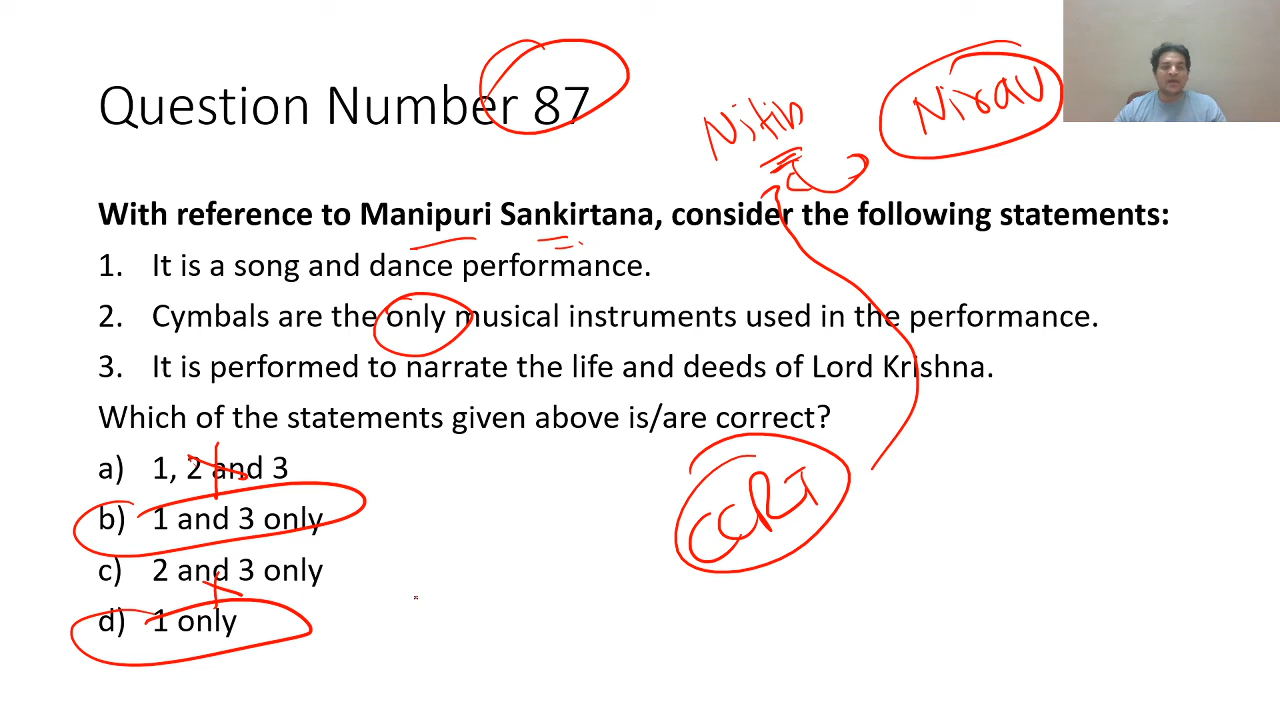 Question Number 87
Nitin
Nirav
With reference to Manipuri Sankirtana, consider the following statements:
1. It is a song and dance performance.
2. Cymbals are the only musical instruments used in the performance.
3. It is performed to narrate the life and deeds of Lord Krishna.
Which of the statements given above is/are correct?
a) 1, 2 and 3
b) 1 and 3 only
CCRT
c) 2 and 3 only
d) 1 only